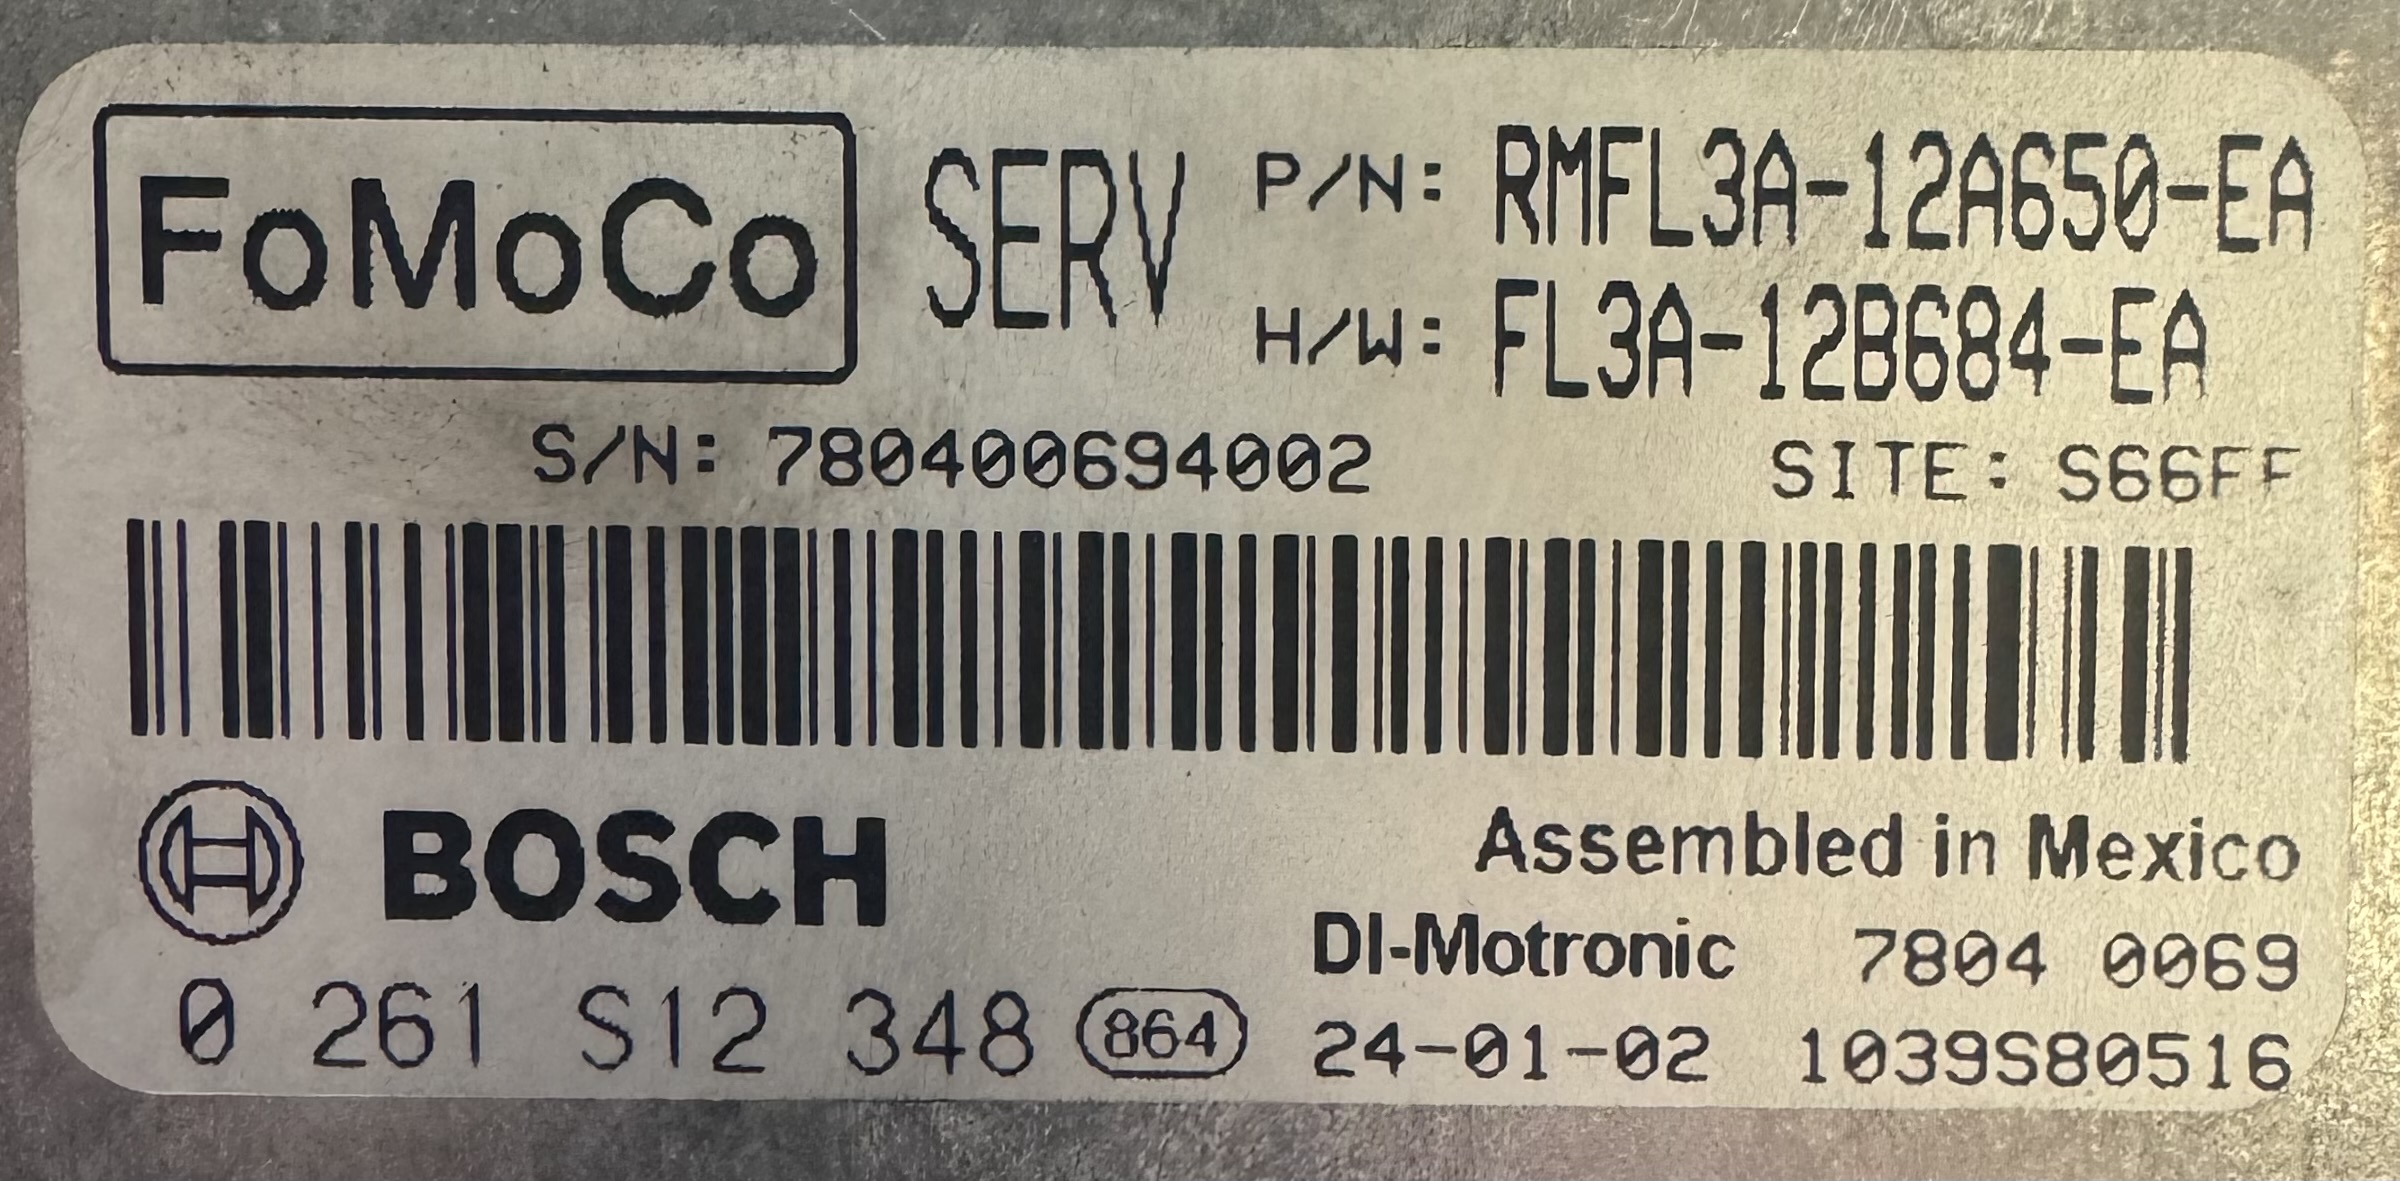 FoMoCo SERV P/N: RMFL3A-12A650-EA
H/W: FL3A-12B684-EA
S/N: 780400694002 SITE: S66FF
BOSCH
Assembled in Mexico
DI-Motronic 7804 0069
0 261 S12 348 864 24-01-02 1039S80516